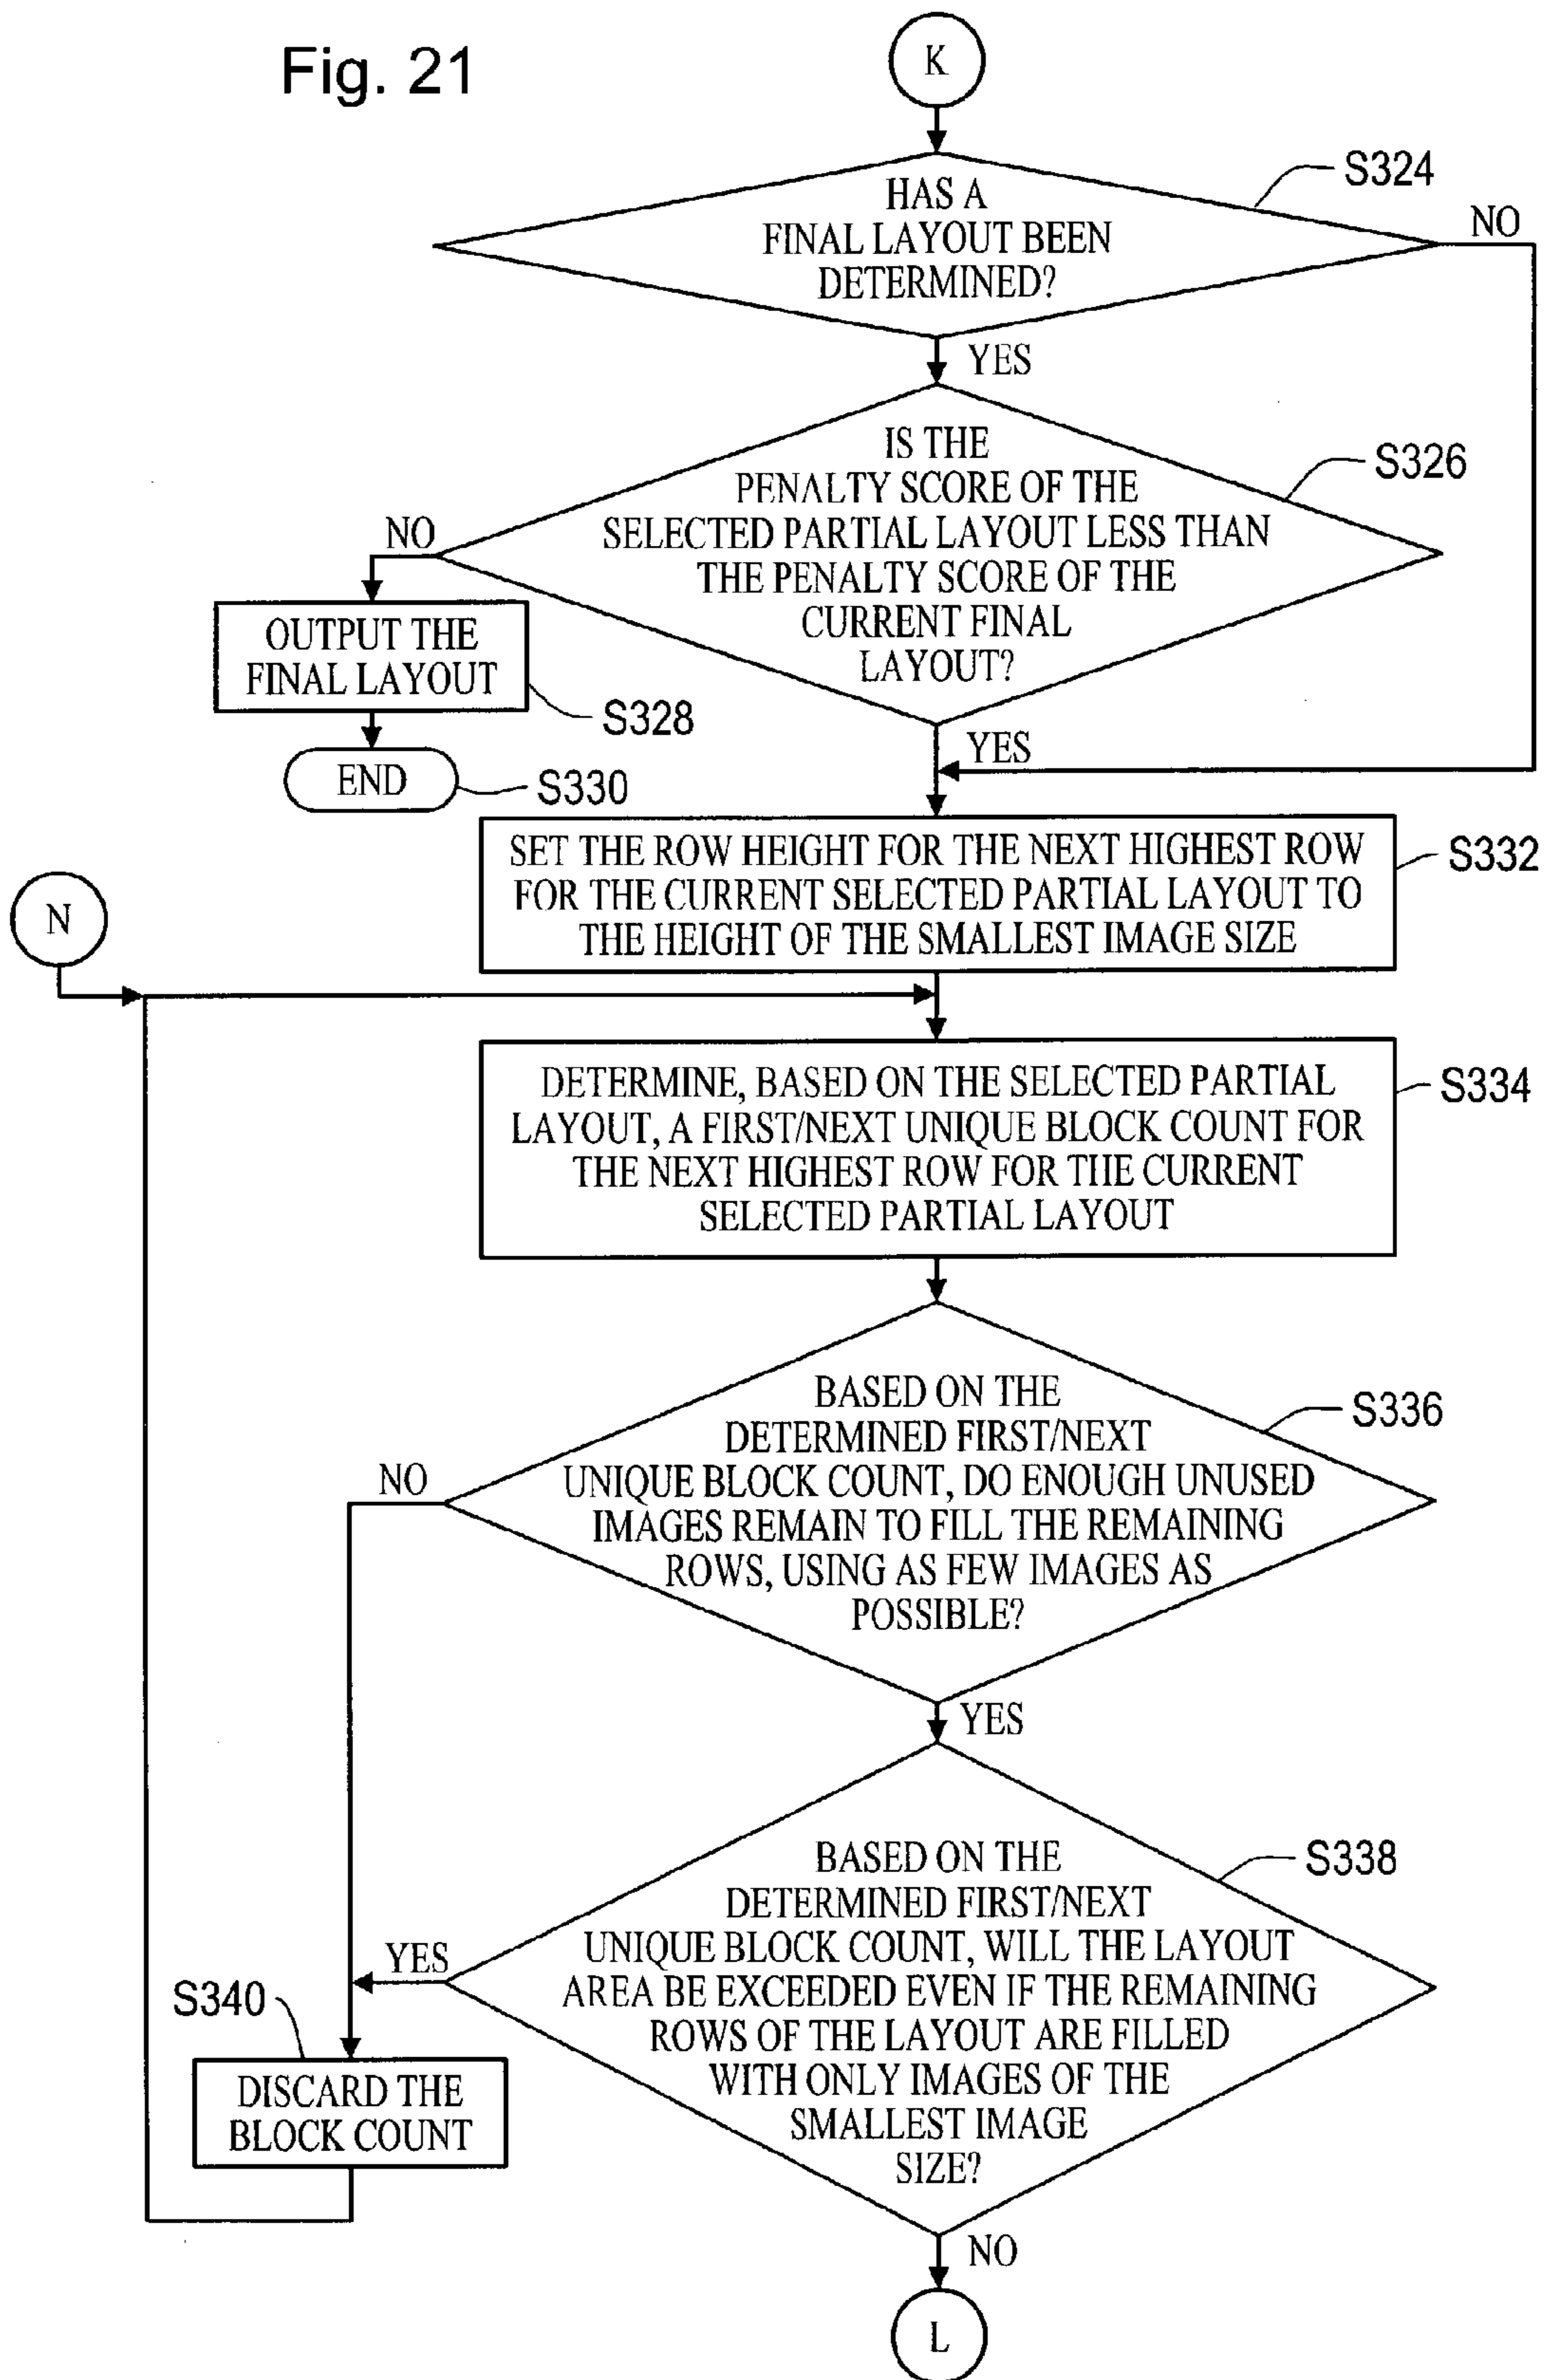 Fig. 21
K
HAS A
FINAL LAYOUT BEEN
DETERMINED?
S324
NO
YES
IS THE
PENALTY SCORE OF THE
SELECTED PARTIAL LAYOUT LESS THAN
THE PENALTY SCORE OF THE
CURRENT FINAL
LAYOUT?
S326
NO
OUTPUT THE
FINAL LAYOUT
S328
END
S330
YES
SET THE ROW HEIGHT FOR THE NEXT HIGHEST ROW
FOR THE CURRENT SELECTED PARTIAL LAYOUT TO
THE HEIGHT OF THE SMALLEST IMAGE SIZE
S332
N
DETERMINE, BASED ON THE SELECTED PARTIAL
LAYOUT, A FIRST/NEXT UNIQUE BLOCK COUNT FOR
THE NEXT HIGHEST ROW FOR THE CURRENT
SELECTED PARTIAL LAYOUT
S334
BASED ON THE
DETERMINED FIRST/NEXT
UNIQUE BLOCK COUNT, DO ENOUGH UNUSED
IMAGES REMAIN TO FILL THE REMAINING
ROWS, USING AS FEW IMAGES AS
POSSIBLE?
S336
NO
YES
BASED ON THE
DETERMINED FIRST/NEXT
UNIQUE BLOCK COUNT, WILL THE LAYOUT
AREA BE EXCEEDED EVEN IF THE REMAINING
ROWS OF THE LAYOUT ARE FILLED
WITH ONLY IMAGES OF THE
SMALLEST IMAGE
SIZE?
S338
YES
S340
DISCARD THE
BLOCK COUNT
NO
L